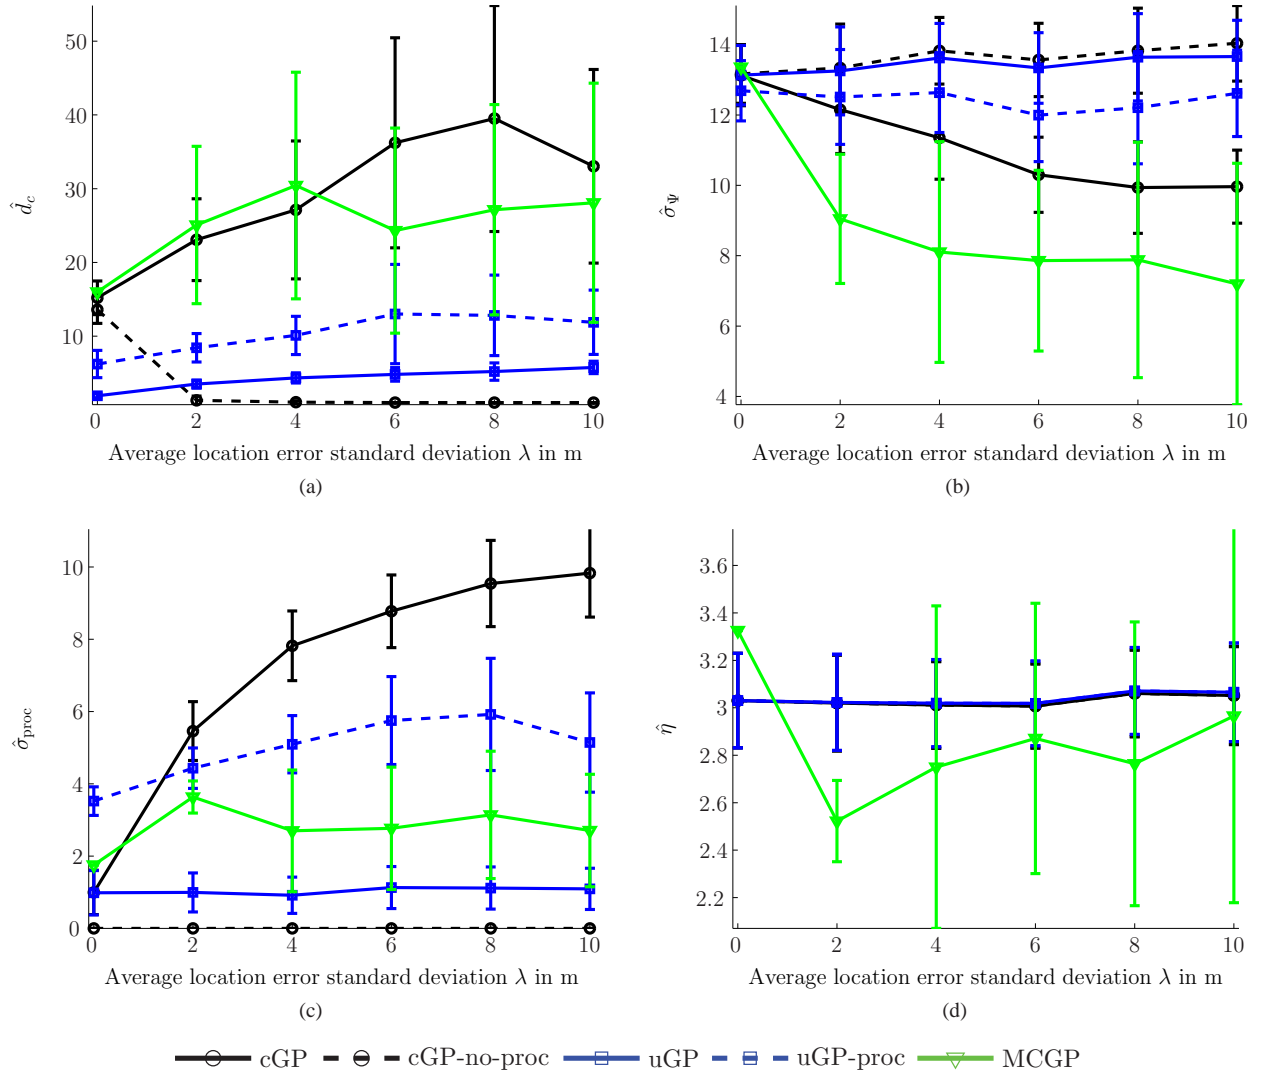 50
40
30
20
10
d̂_c
0 2 4 6 8 10
Average location error standard deviation λ in m
(a)
14
12
10
8
6
4
σ̂_Ψ
0 2 4 6 8 10
Average location error standard deviation λ in m
(b)
10
8
6
4
2
0
σ̂_proc
0 2 4 6 8 10
Average location error standard deviation λ in m
(c)
3.6
3.4
3.2
3
2.8
2.6
2.4
2.2
η̂
0 2 4 6 8 10
Average location error standard deviation λ in m
(d)
cGP cGP-no-proc uGP uGP-proc MCGP